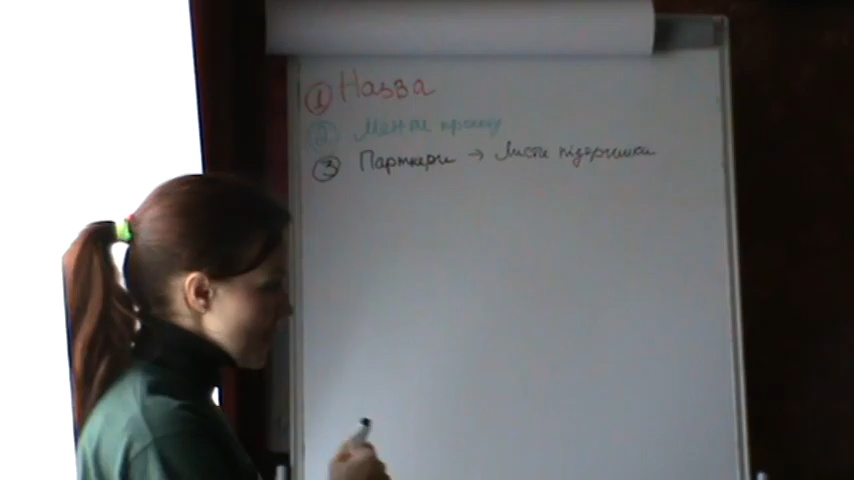 ① Назва
② Мета проекту
③ Партнери → Листи підтримки